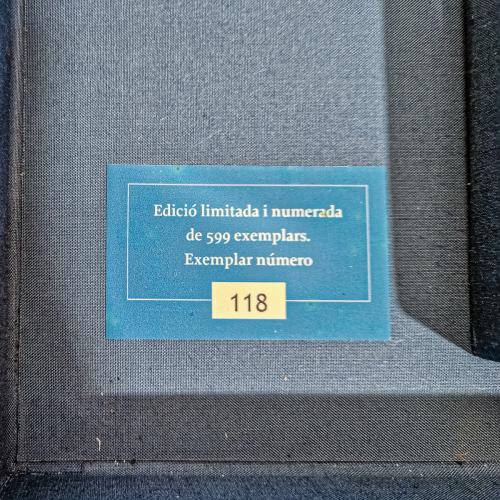 Edició limitada i numerada
de 599 exemplars.
Exemplar número
118